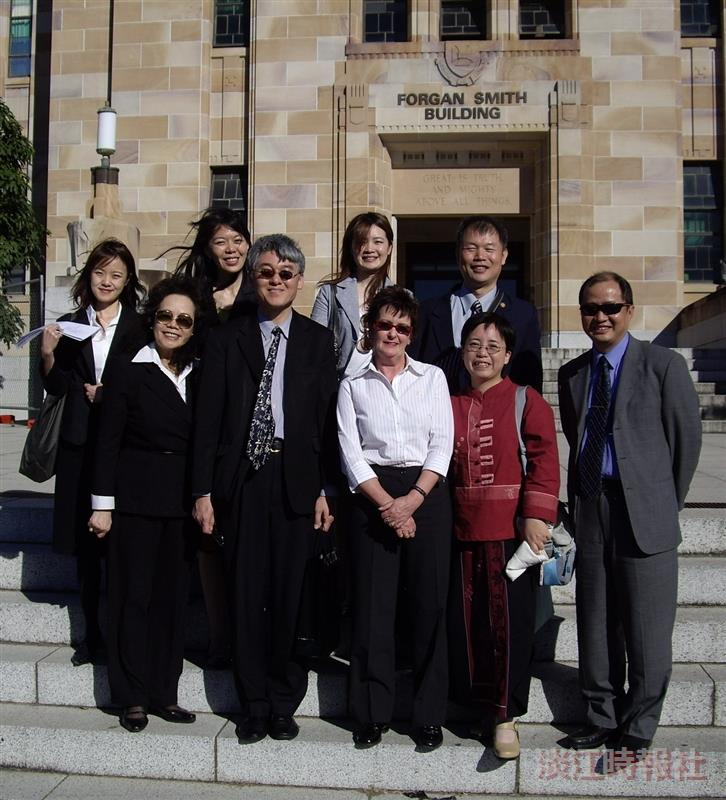 FORGAN SMITH
BUILDING
GREAT IS TRUTH
AND MIGHTY
ABOVE ALL THINGS
淡江時報社